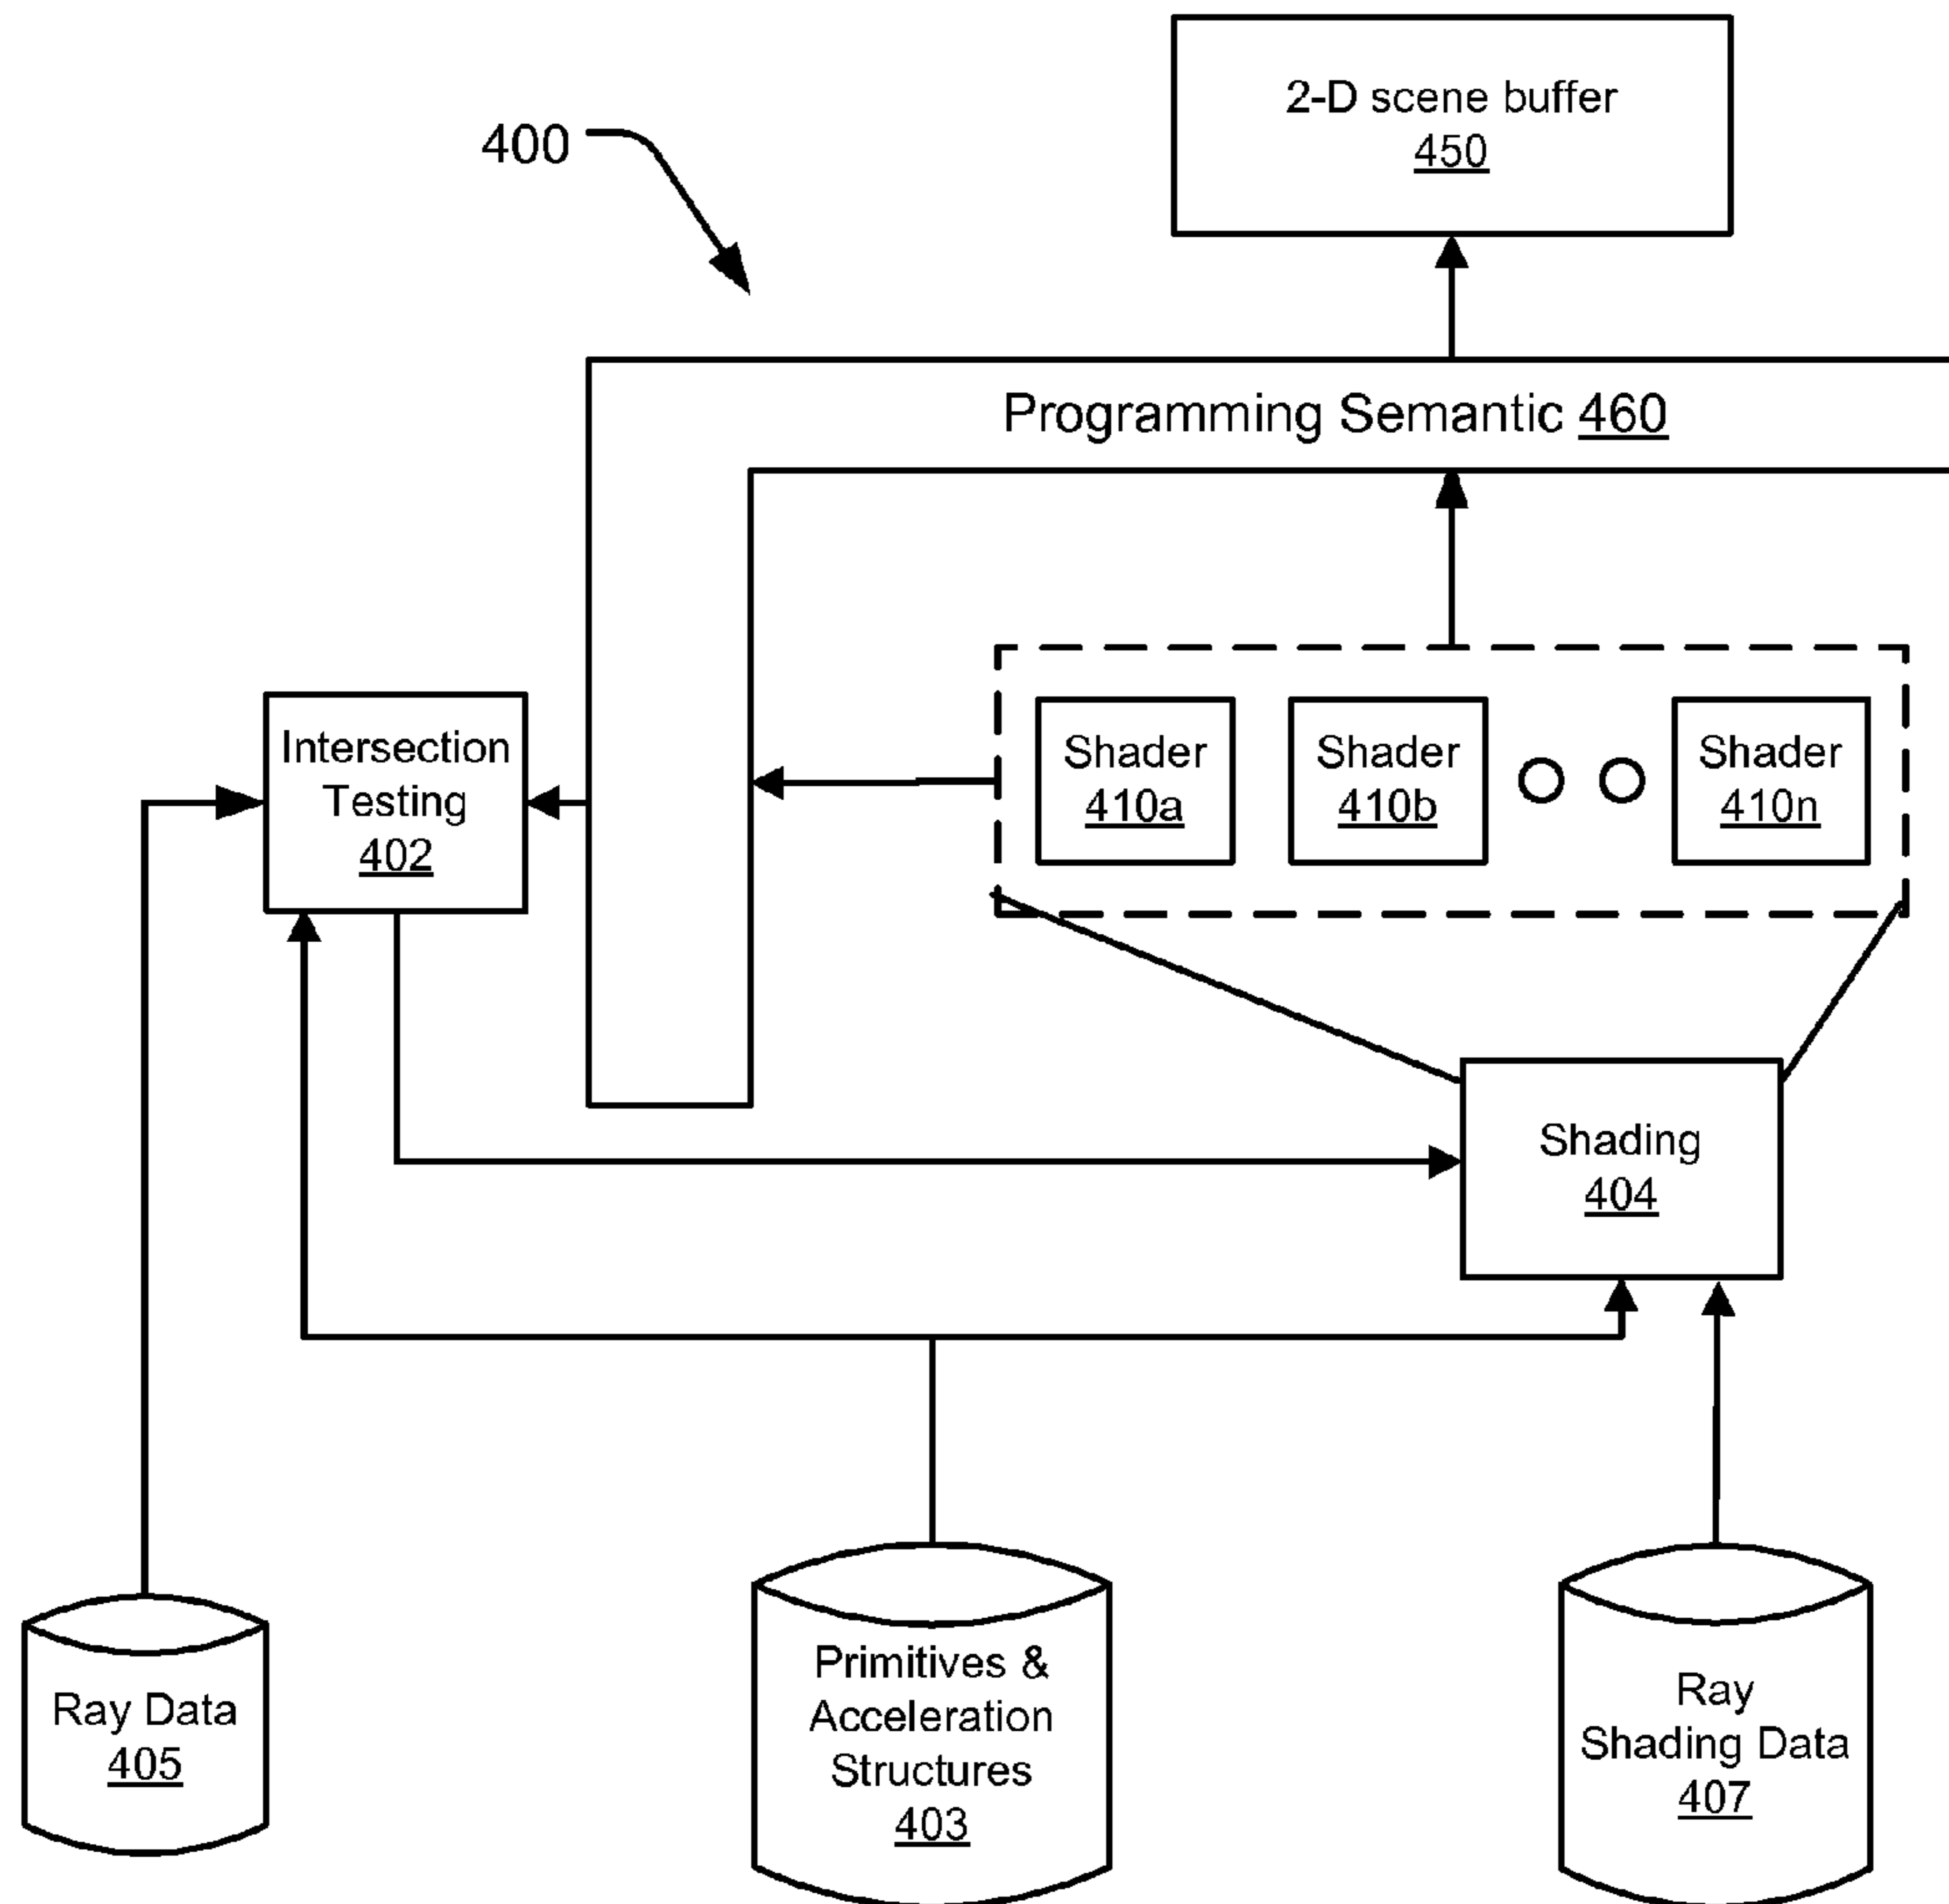 2-D scene buffer
450
400
Programming Semantic 460
Intersection
Testing
402
Shader
410a
Shader
410b
Shader
410n
Shading
404
Ray Data
405
Primitives &
Acceleration
Structures
403
Ray
Shading Data
407